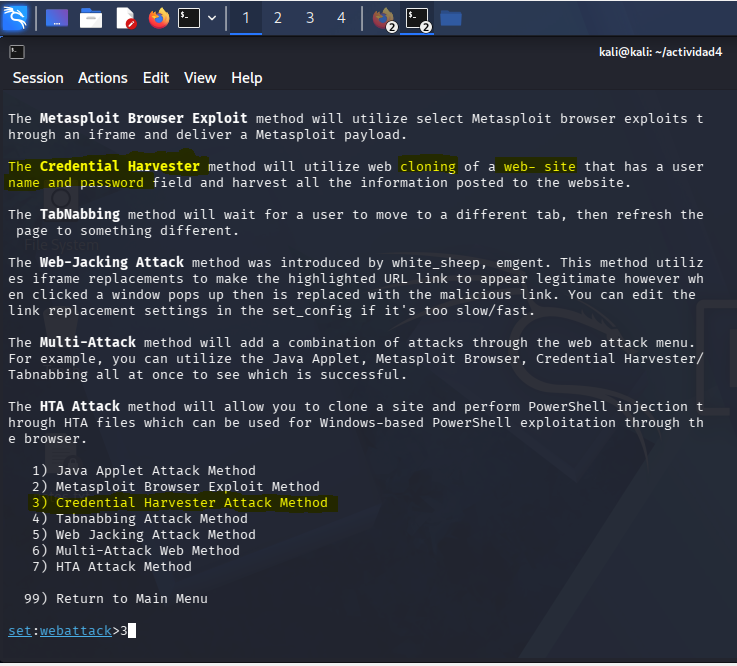 1 2 3 4 2 2
kali@kali: ~/actividad4
Session Actions Edit View Help
The Metasploit Browser Exploit method will utilize select Metasploit browser exploits t
hrough an iframe and deliver a Metasploit payload.
The Credential Harvester method will utilize web cloning of a web- site that has a user
name and password field and harvest all the information posted to the website.
The TabNabbing method will wait for a user to move to a different tab, then refresh the
page to something different.
File System
The Web-Jacking Attack method was introduced by white_sheep, emgent. This method utiliz
es iframe replacements to make the highlighted URL link to appear legitimate however wh
en clicked a window pops up then is replaced with the malicious link. You can edit the
link replacement settings in the set_config if it's too slow/fast.
The Multi-Attack method will add a combination of attacks through the web attack menu.
For example, you can utilize the Java Applet, Metasploit Browser, Credential Harvester/
Tabnabbing all at once to see which is successful.
The HTA Attack method will allow you to clone a site and perform PowerShell injection t
hrough HTA files which can be used for Windows-based PowerShell exploitation through th
e browser.
1) Java Applet Attack Method
2) Metasploit Browser Exploit Method
3) Credential Harvester Attack Method
4) Tabnabbing Attack Method
5) Web Jacking Attack Method
6) Multi-Attack Web Method
7) HTA Attack Method
99) Return to Main Menu
set:webattack>3